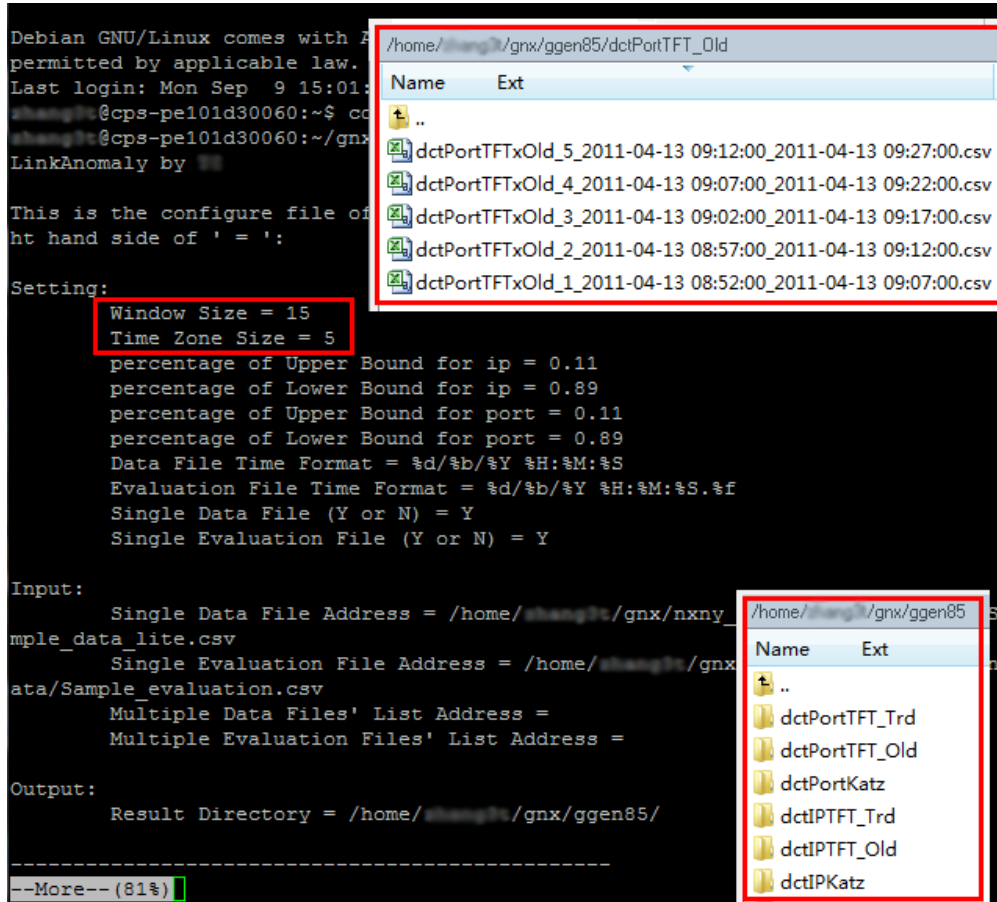 Debian GNU/Linux comes with A
permitted by applicable law.
Last login: Mon Sep  9 15:01:
@cps-pe101d30060:~$ cd
@cps-pe101d30060:~/gnx
LinkAnomaly by
This is the configure file of
ht hand side of ' = ':
Setting:
Window Size = 15
Time Zone Size = 5
percentage of Upper Bound for ip = 0.11
percentage of Lower Bound for ip = 0.89
percentage of Upper Bound for port = 0.11
percentage of Lower Bound for port = 0.89
Data File Time Format = %d/%b/%Y %H:%M:%S
Evaluation File Time Format = %d/%b/%Y %H:%M:%S.%f
Single Data File (Y or N) = Y
Single Evaluation File (Y or N) = Y
Input:
Single Data File Address = /home/ /gnx/nxny_ S
mple_data_lite.csv
Single Evaluation File Address = /home/ /gnx n
ata/Sample_evaluation.csv
Multiple Data Files' List Address =
Multiple Evaluation Files' List Address =
Output:
Result Directory = /home/ /gnx/ggen85/
--------------------------------------------------
--More--(81%)
/home/ /gnx/ggen85/dctPortTFT_Old
Name Ext
..
dctPortTFTxOld_5_2011-04-13 09:12:00_2011-04-13 09:27:00.csv
dctPortTFTxOld_4_2011-04-13 09:07:00_2011-04-13 09:22:00.csv
dctPortTFTxOld_3_2011-04-13 09:02:00_2011-04-13 09:17:00.csv
dctPortTFTxOld_2_2011-04-13 08:57:00_2011-04-13 09:12:00.csv
dctPortTFTxOld_1_2011-04-13 08:52:00_2011-04-13 09:07:00.csv
/home/ /gnx/ggen85
Name Ext
..
dctPortTFT_Trd
dctPortTFT_Old
dctPortKatz
dctIPTFT_Trd
dctIPTFT_Old
dctIPKatz